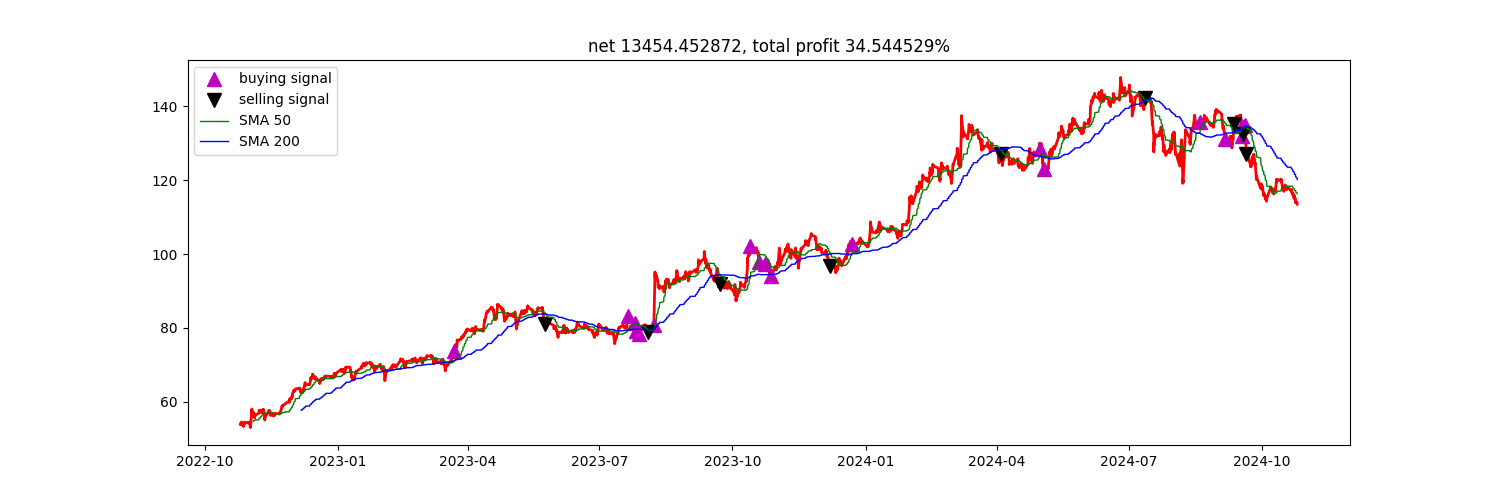 net 13454.452872, total profit 34.544529%
buying signal
selling signal
SMA 50
SMA 200
140
120
100
80
60
2022-10 2023-01 2023-04 2023-07 2023-10 2024-01 2024-04 2024-07 2024-10